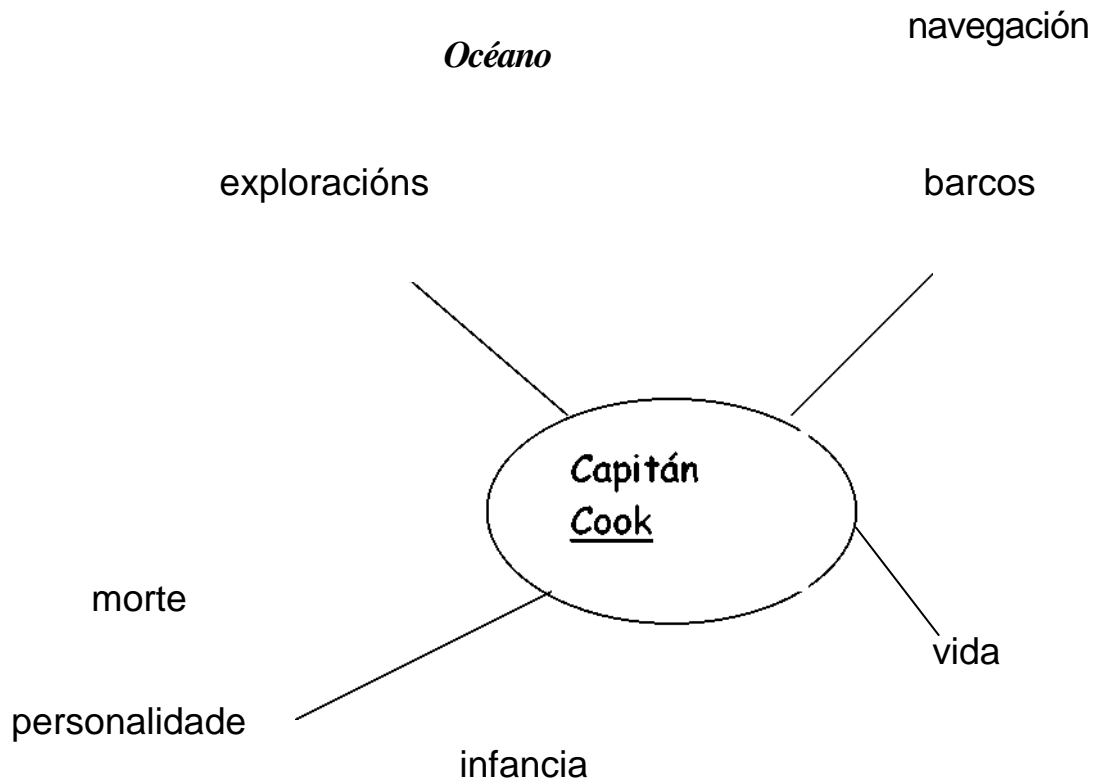 navegación
Océano
exploracións
barcos
Capitán
Cook
morte
vida
personalidade
infancia